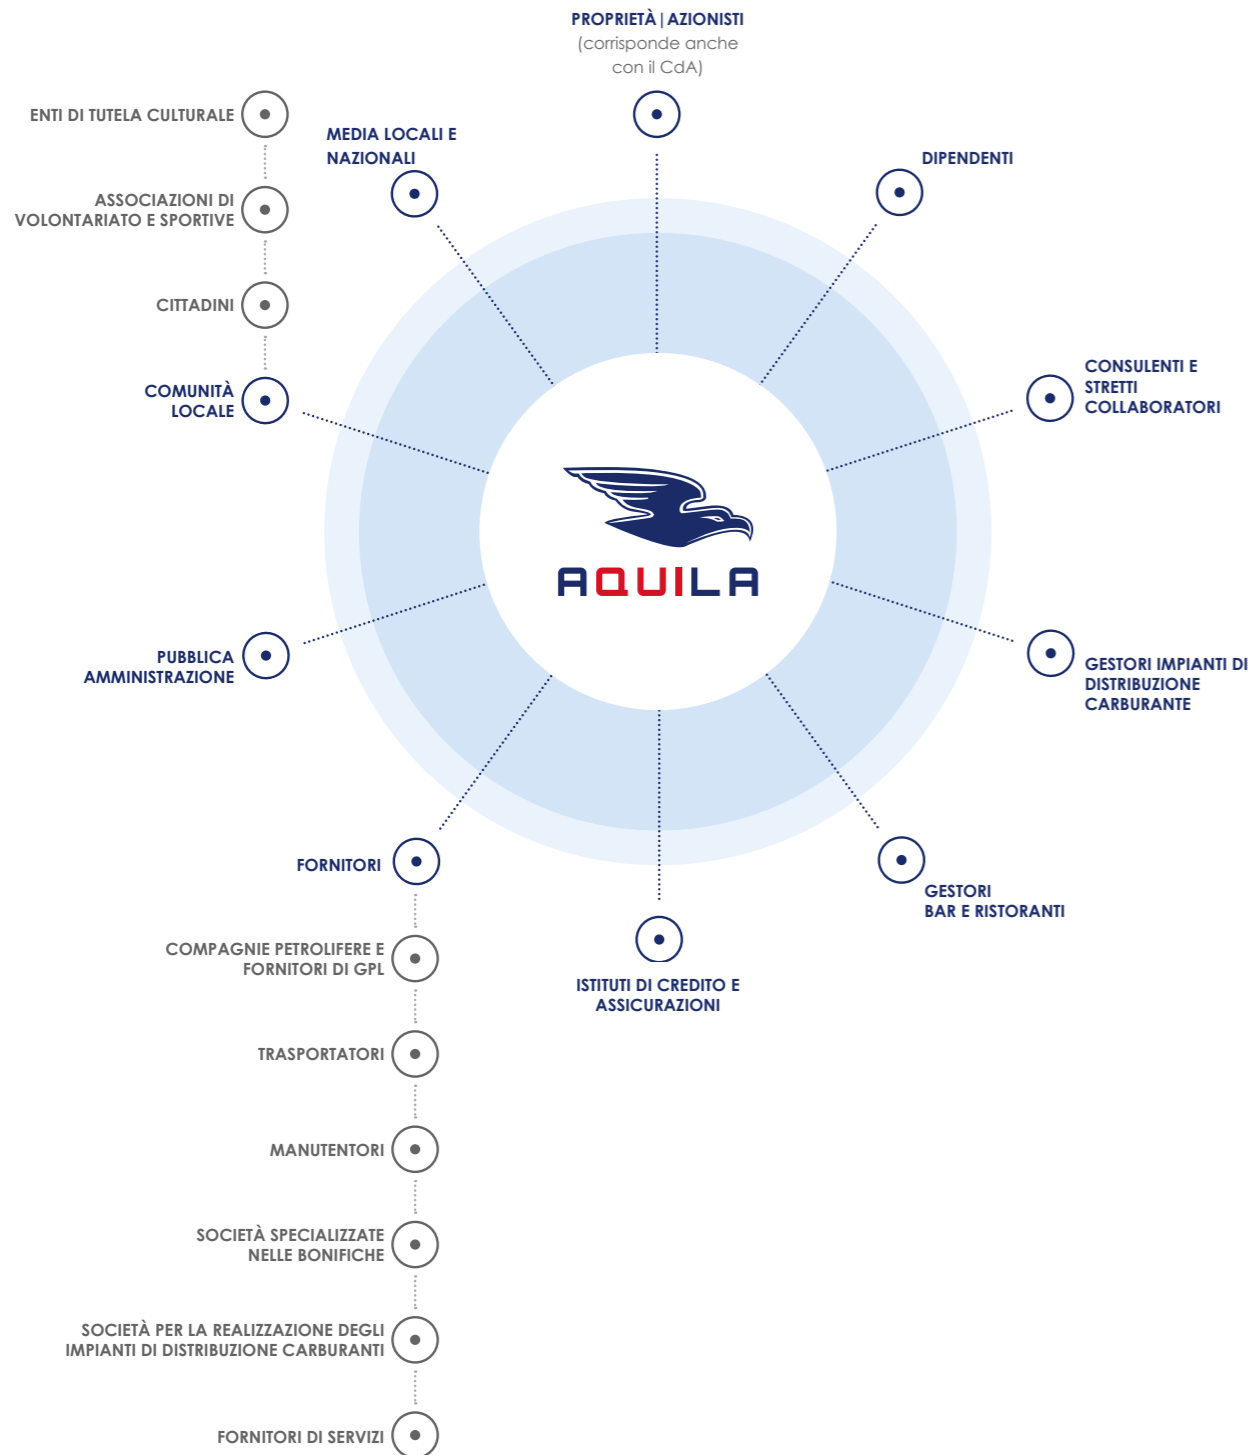 PROPRIETÀ|AZIONISTI
(corrisponde anche
con il CdA)
ENTI DI TUTELA CULTURALE
MEDIA LOCALI E
NAZIONALI
DIPENDENTI
ASSOCIAZIONI DI
VOLONTARIATO E SPORTIVE
CITTADINI
COMUNITÀ
LOCALE
CONSULENTI E
STRETTI
COLLABORATORI
AQUILA
PUBBLICA
AMMINISTRAZIONE
GESTORI IMPIANTI DI
DISTRIBUZIONE
CARBURANTE
FORNITORI
GESTORI
BAR E RISTORANTI
COMPAGNIE PETROLIFERE E
FORNITORI DI GPL
ISTITUTI DI CREDITO E
ASSICURAZIONI
TRASPORTATORI
MANUTENTORI
SOCIETÀ SPECIALIZZATE
NELLE BONIFICHE
SOCIETÀ PER LA REALIZZAZIONE DEGLI
IMPIANTI DI DISTRIBUZIONE CARBURANTI
FORNITORI DI SERVIZI